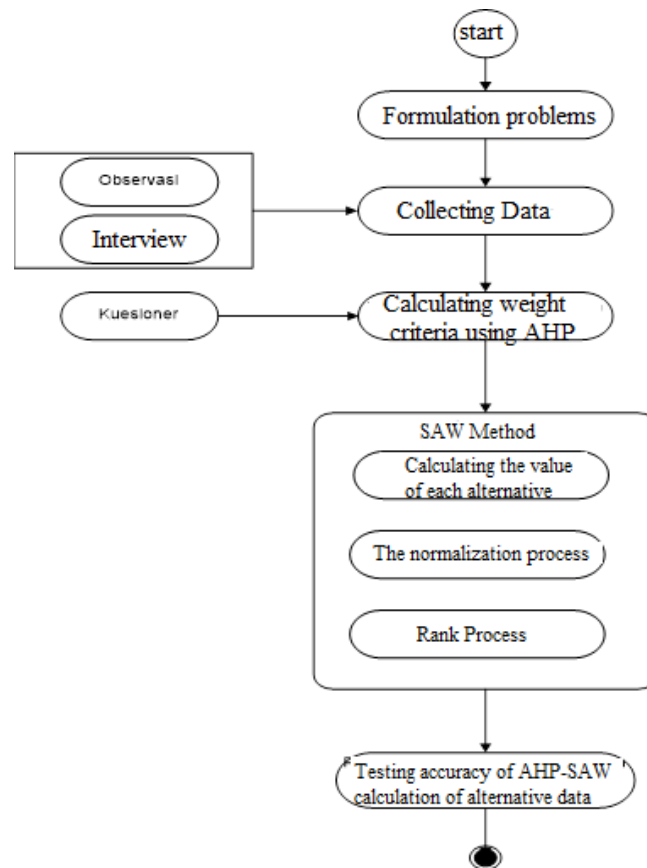 start
Formulation problems
Observasi
Interview
Collecting Data
Kuesioner
Calculating weight
criteria using AHP
SAW Method
Calculating the value
of each alternative
The normalization process
Rank Process
Testing accuracy of AHP-SAW
calculation of alternative data